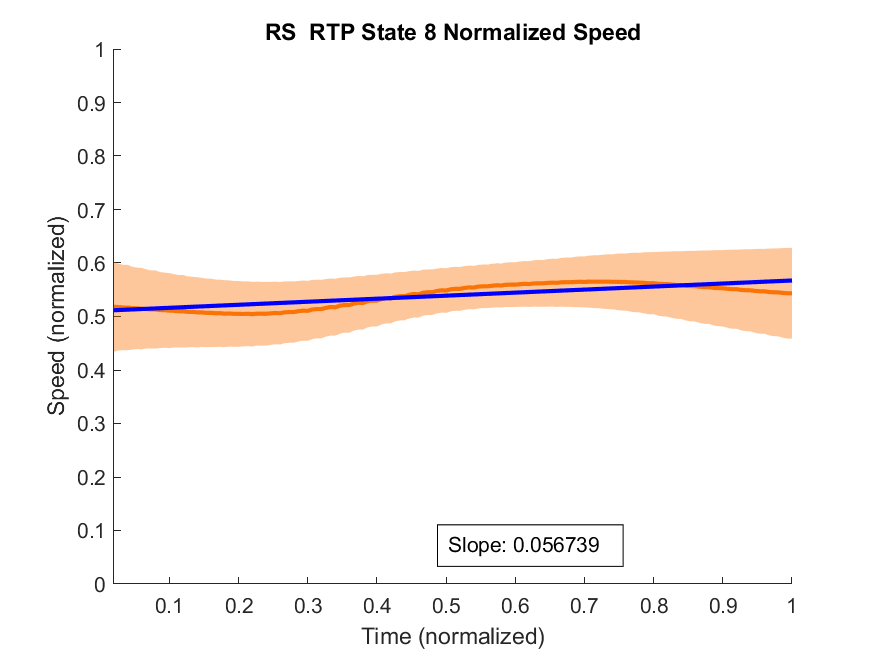 RS  RTP State 8 Normalized Speed
1
0.9
0.8
0.7
0.6
0.5
0.4
0.3
0.2
0.1
0
Speed (normalized)
Slope: 0.056739
0.1 0.2 0.3 0.4 0.5 0.6 0.7 0.8 0.9 1
Time (normalized)